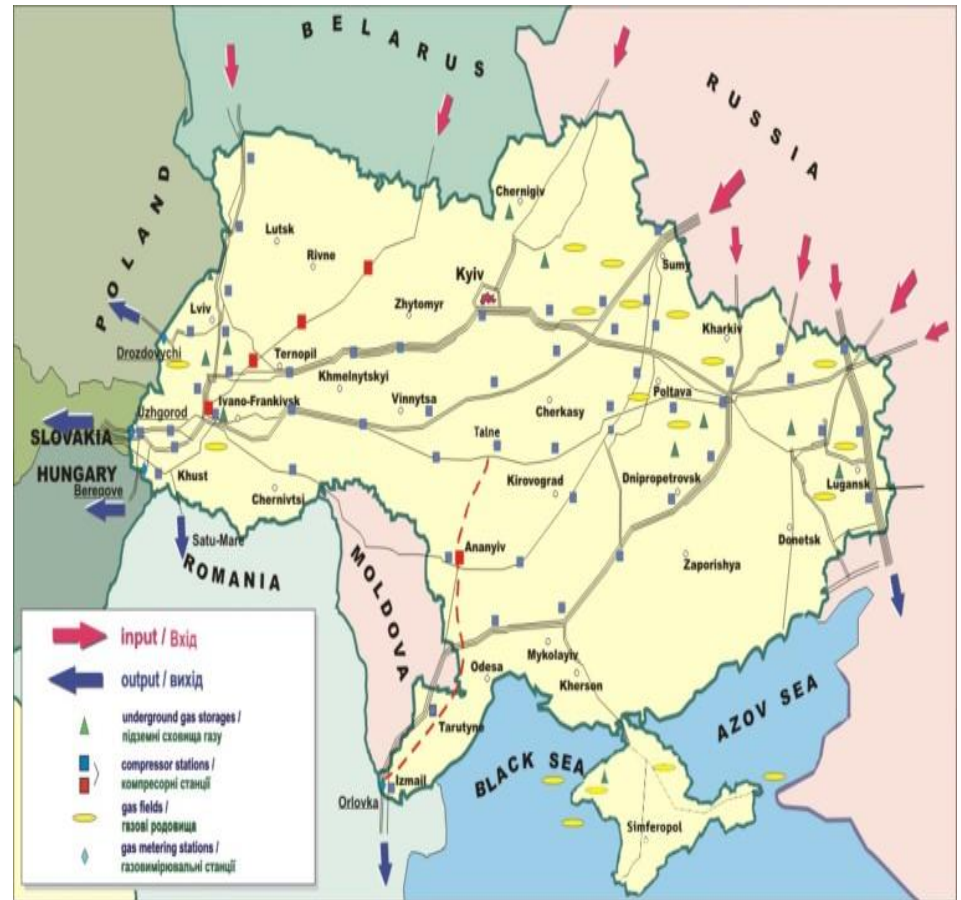 BELARUS
RUSSIA
POLAND
Chernigiv
Lutsk
Rivne
Sumy
Kyiv
Lviv
Zhytomyr
Kharkiv
Drozdovychi
Ternopil
Khmelnytskyi
Poltava
Uzhgorod
Ivano-Frankivsk
Vinnytsa
Cherkasy
SLOVAKIA
Talne
HUNGARY
Khust
Kirovograd
Dnipropetrovsk
Lugansk
Beregove
Chernivtsi
Satu-Mare
Ananyiv
Donetsk
ROMANIA
MOLDOVA
Zaporishya
input / Вхід
output / вихід
underground gas storages /
підземні сховища газу
compressor stations /
компресорні станції
gas fields /
газові родовища
gas metering stations /
газовимірювальні станції
Mykolayiv
Odesa
Kherson
Tarutyne
AZOV SEA
BLACK SEA
Izmail
Orlovka
Simferopol